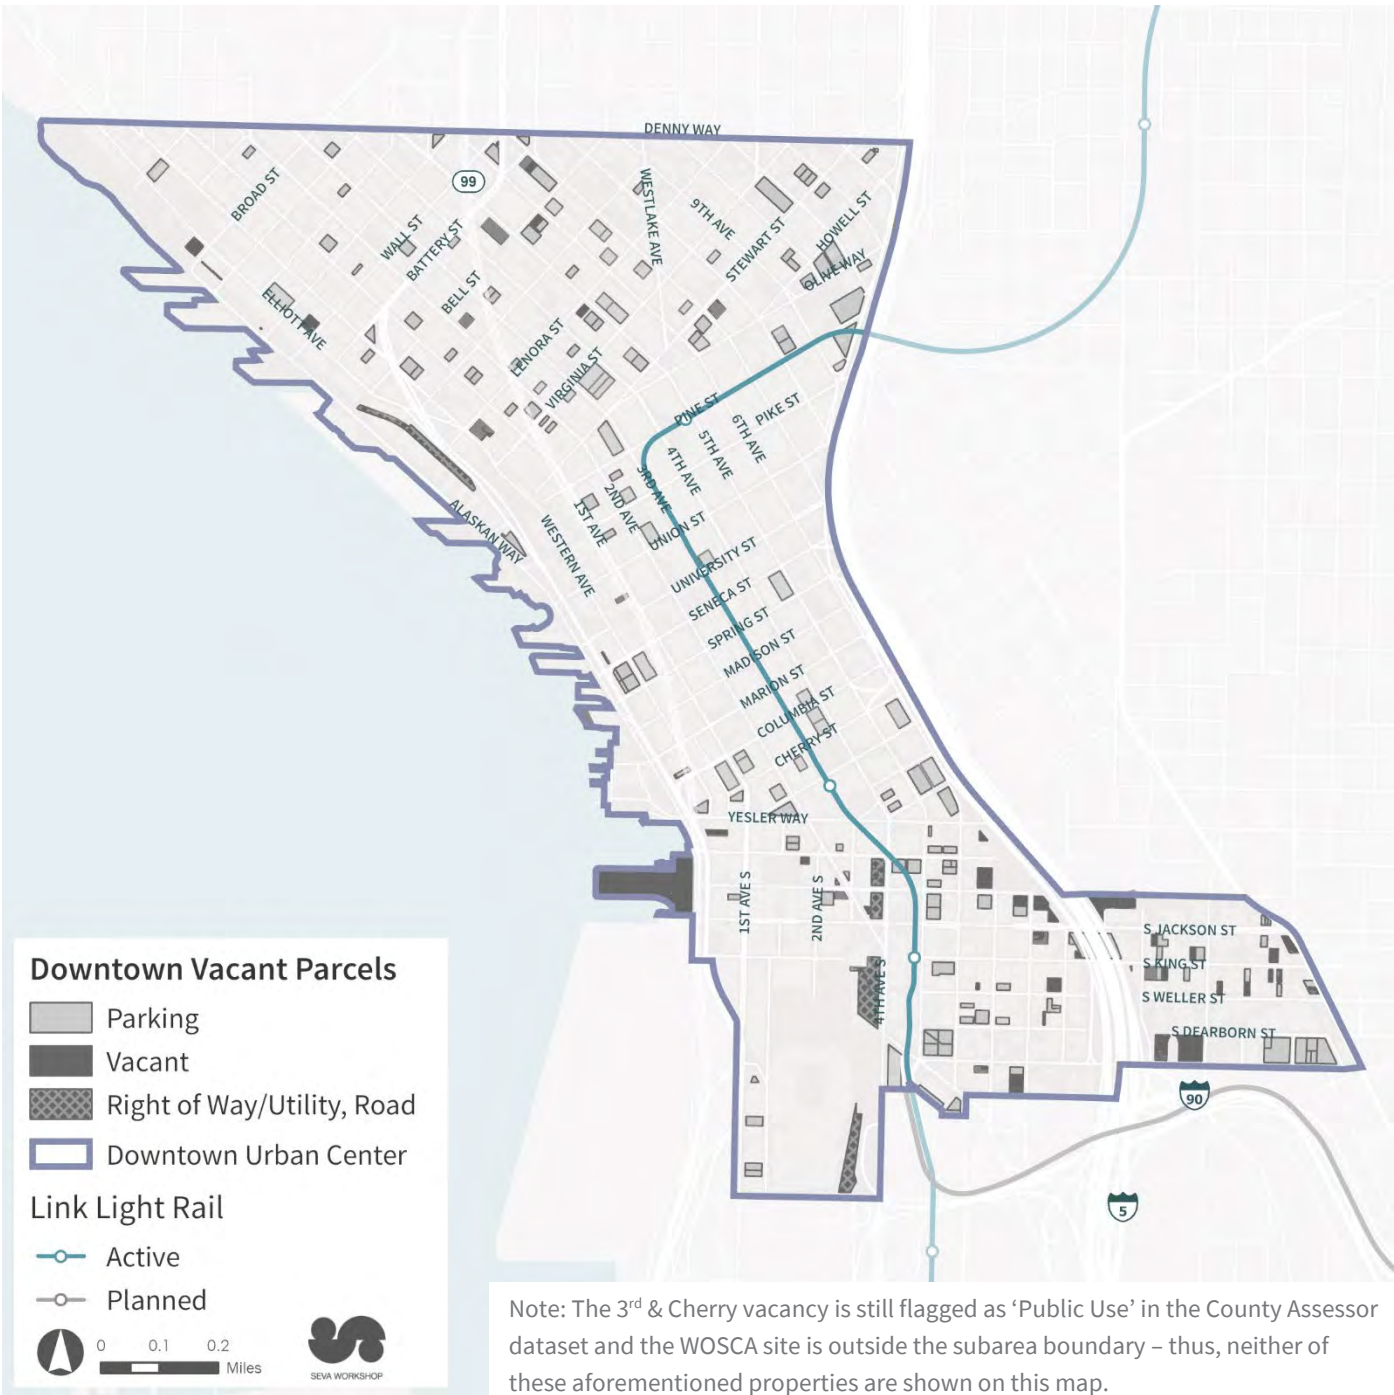 DENNY WAY
99
BROAD ST
WALL ST
BATTERY ST
BELL ST
ELLIOTT AVE
LENORA ST
VIRGINIA ST
WESTLAKE AVE
9TH AVE
STEWART ST
HOWELL ST
OLIVE WAY
PINE ST
PIKE ST
6TH AVE
5TH AVE
4TH AVE
3RD AVE
2ND AVE
1ST AVE
WESTERN AVE
ALASKAN WAY
UNION ST
UNIVERSITY ST
SENECA ST
SPRING ST
MADISON ST
MARION ST
COLUMBIA ST
CHERRY ST
YESLER WAY
1ST AVE S
2ND AVE S
4TH AVE S
S JACKSON ST
S KING ST
S WELLER ST
S DEARBORN ST
90
5
Downtown Vacant Parcels
Parking
Vacant
Right of Way/Utility, Road
Downtown Urban Center
Link Light Rail
Active
Planned
0 0.1 0.2
Miles
SEVA WORKSHOP
Note: The 3rd & Cherry vacancy is still flagged as ‘Public Use’ in the County Assessor
dataset and the WOSCA site is outside the subarea boundary – thus, neither of
these aforementioned properties are shown on this map.